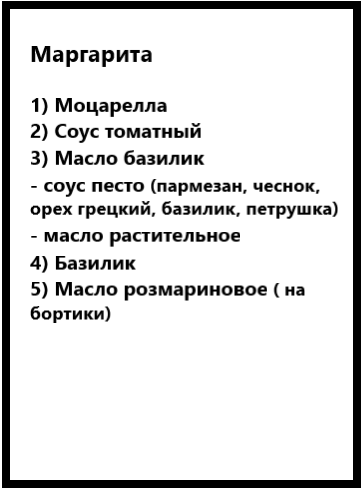 Маргарита
1) Моцарелла
2) Соус томатный
3) Масло базилик
- соус песто (пармезан, чеснок,
орех грецкий, базилик, петрушка)
- масло растительное
4) Базилик
5) Масло розмариновое ( на
бортики)